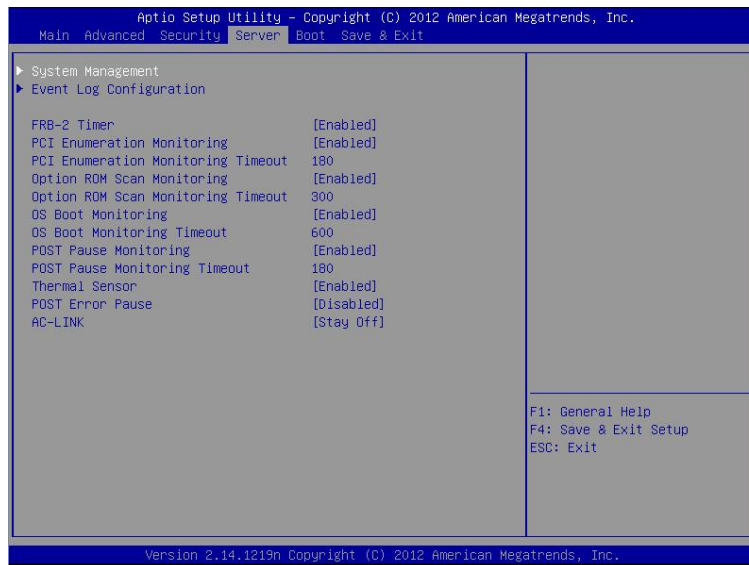 Aptio Setup Utility – Copyright (C) 2012 American Megatrends, Inc.
Main Advanced Security Server Boot Save & Exit
System Management
Event Log Configuration
FRB-2 Timer [Enabled]
PCI Enumeration Monitoring [Enabled]
PCI Enumeration Monitoring Timeout 180
Option ROM Scan Monitoring [Enabled]
Option ROM Scan Monitoring Timeout 300
OS Boot Monitoring [Enabled]
OS Boot Monitoring Timeout 600
POST Pause Monitoring [Enabled]
POST Pause Monitoring Timeout 180
Thermal Sensor [Enabled]
POST Error Pause [Disabled]
AC-LINK [Stay Off]
F1: General Help
F4: Save & Exit Setup
ESC: Exit
Version 2.14.1219n Copyright (C) 2012 American Megatrends, Inc.